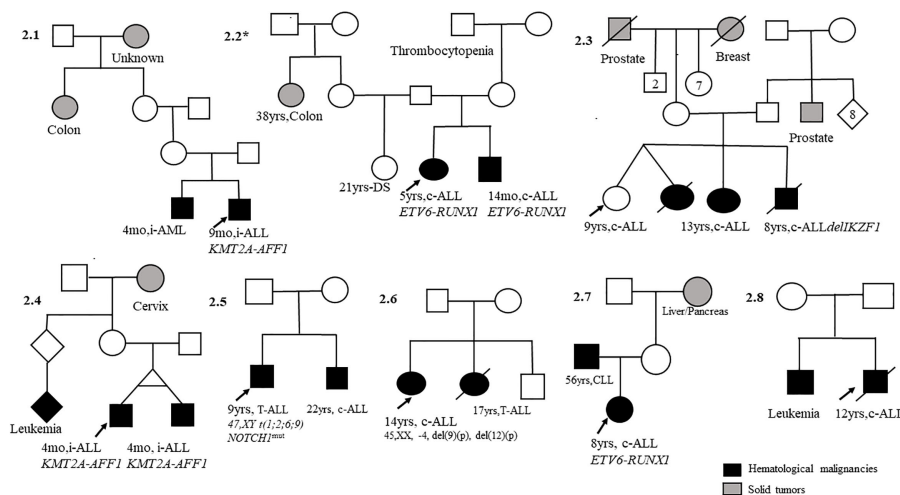 2.1
Unknown
Colon
4mo,i-AML
9mo,i-ALL
KMT2A-AFF1
2.2*
Thrombocytopenia
38yrs,Colon
21yrs-DS
5yrs,c-ALL
ETV6-RUNX1
14mo,c-ALL
ETV6-RUNX1
2.3
Prostate
Breast
2
7
8
Prostate
9yrs,c-ALL
13yrs,c-ALL
8yrs,c-ALL delIKZF1
2.4
Cervix
Leukemia
4mo,i-ALL
KMT2A-AFF1
4mo,i-ALL
KMT2A-AFF1
2.5
9yrs, T-ALL
47,XY t(1;2;6;9)
NOTCH1mut
22yrs, c-ALL
2.6
14yrs, c-ALL
45,XX, -4, del(9)(p), del(12)(p)
17yrs,T-ALL
2.7
Liver/Pancreas
56yrs,CLL
8yrs, c-ALL
ETV6-RUNX1
2.8
Leukemia
12yrs,c-ALL
Hematological malignancies
Solid tumors